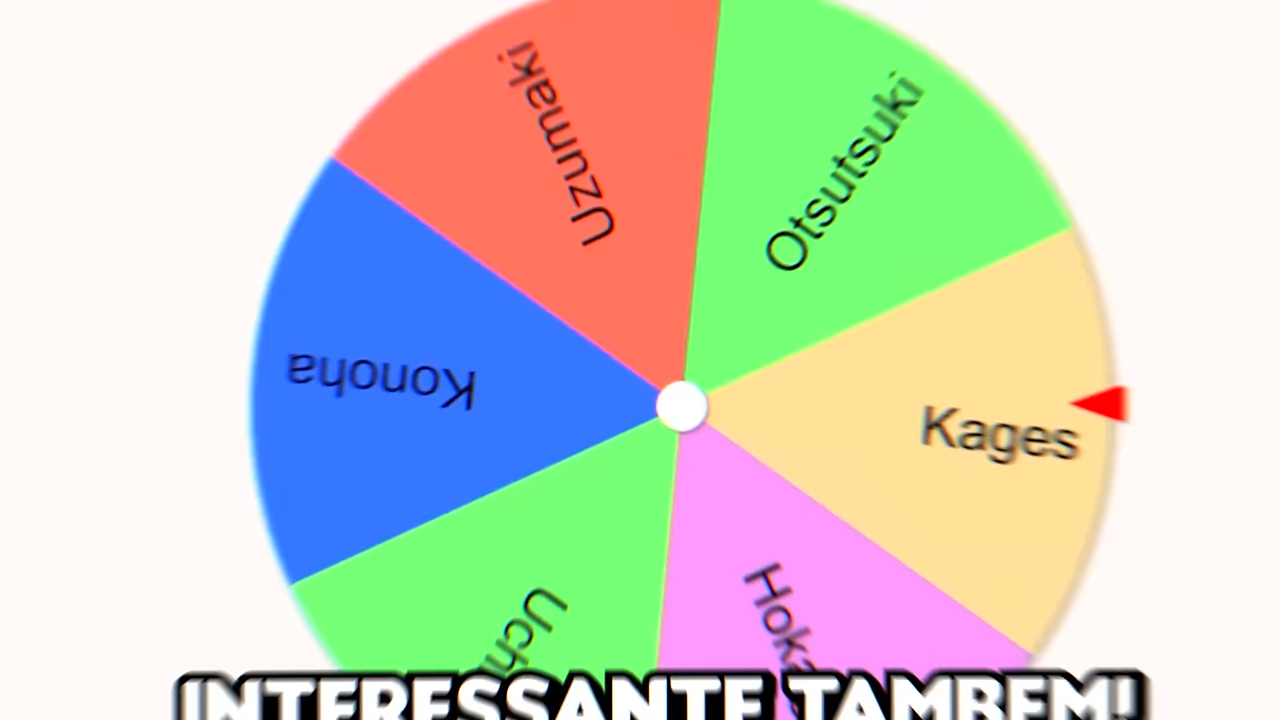 Uzumaki
Otsutsuki
Konoha
Kages
INTERESSANTE TAMBEM!